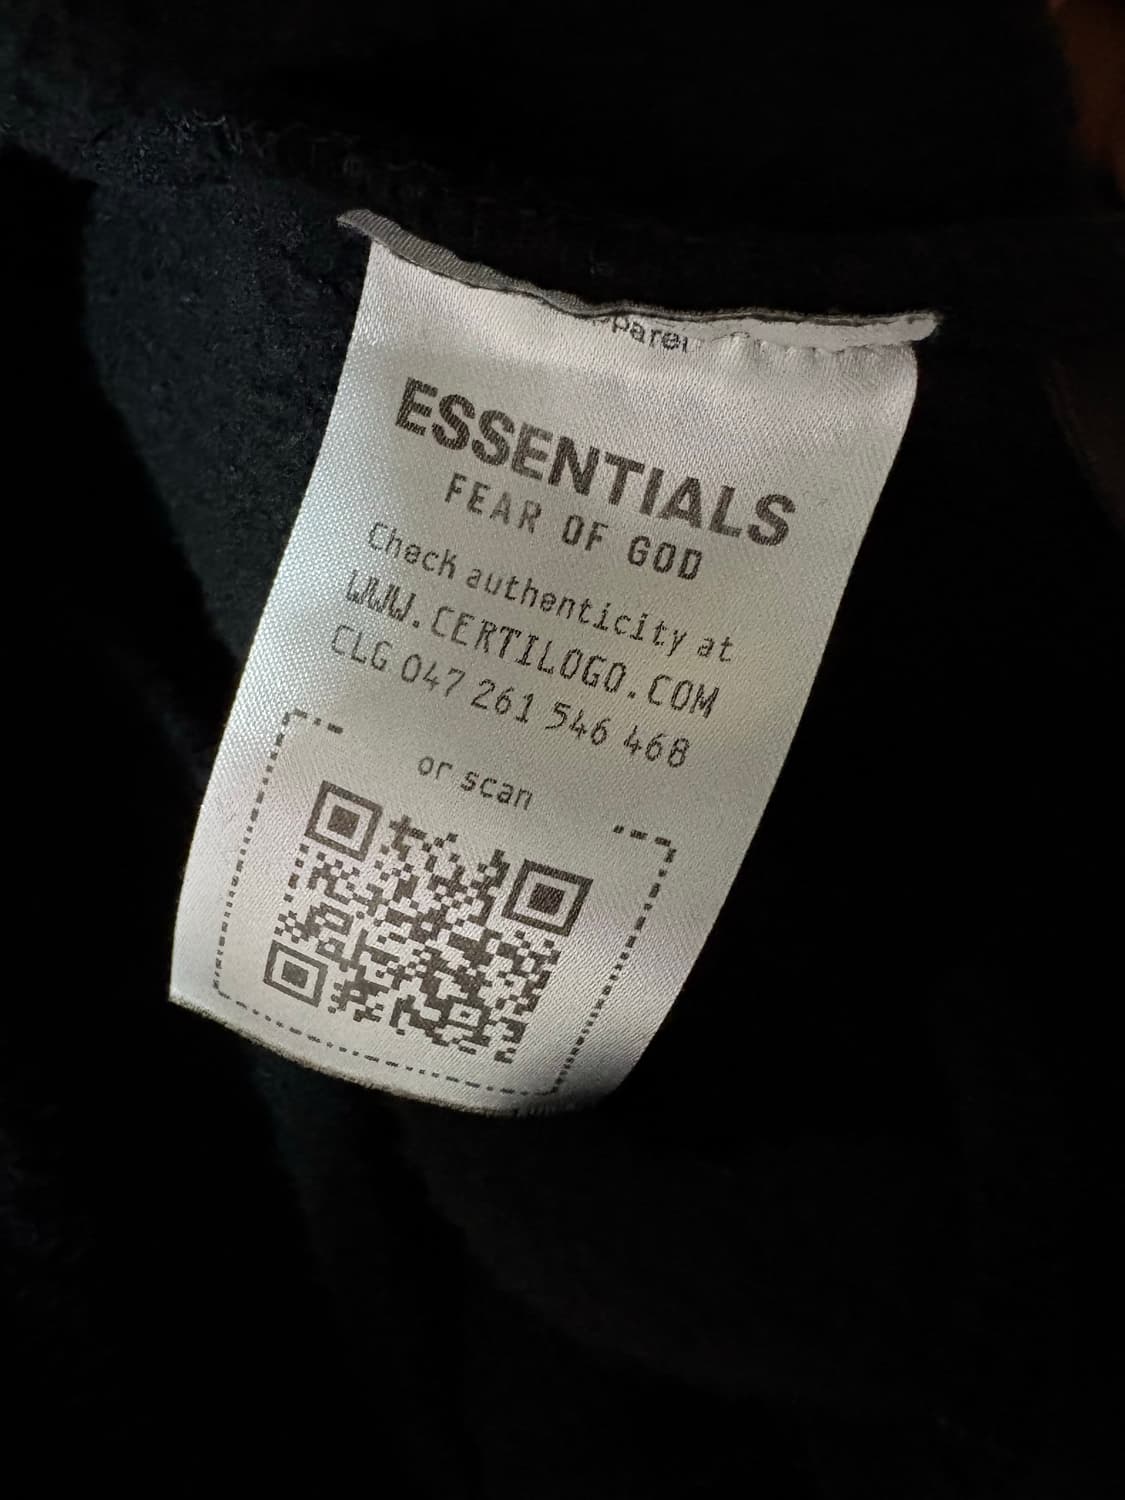 ESSENTIALS
FEAR OF GOD
Check authenticity at
WWW.CERTILOGO.COM
CLG 047 261 546 468
or scan